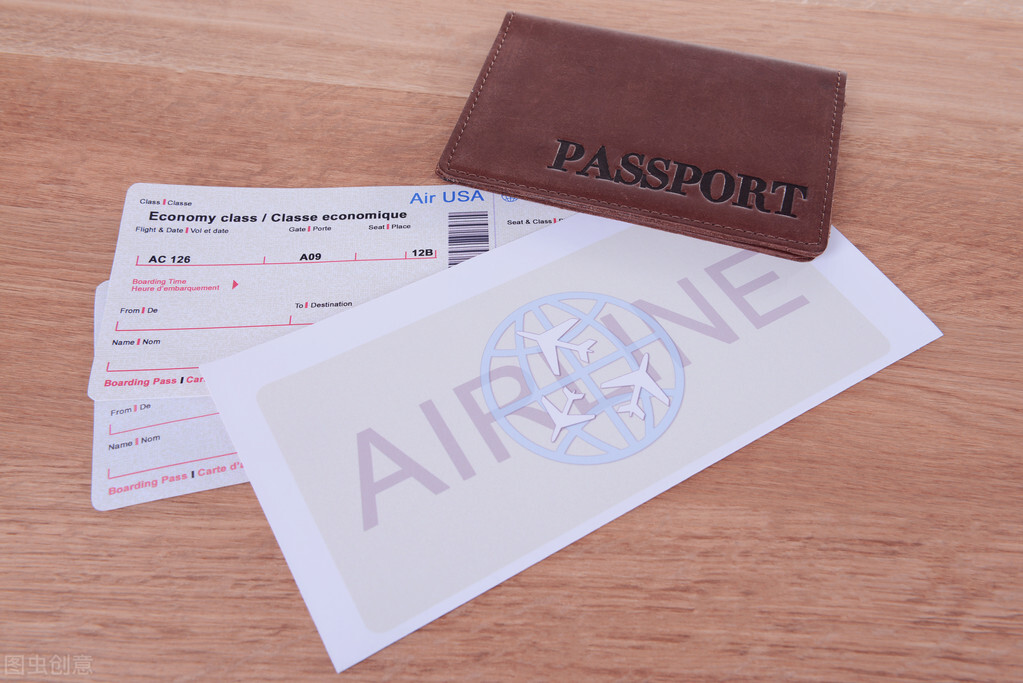 PASSPORT
Air USA
Class Classe
Economy class / Classe economique
Flight & Date Vol et date Gate Porte Seat Place
Seat & Class
AC 126 A09 12B
Boarding Time
Heure d'embarquement
From De To Destination
Name Nom
Boarding Pass Car
From De
Name Nom
Boarding Pass Carte d'a
AIRLINE
图虫创意